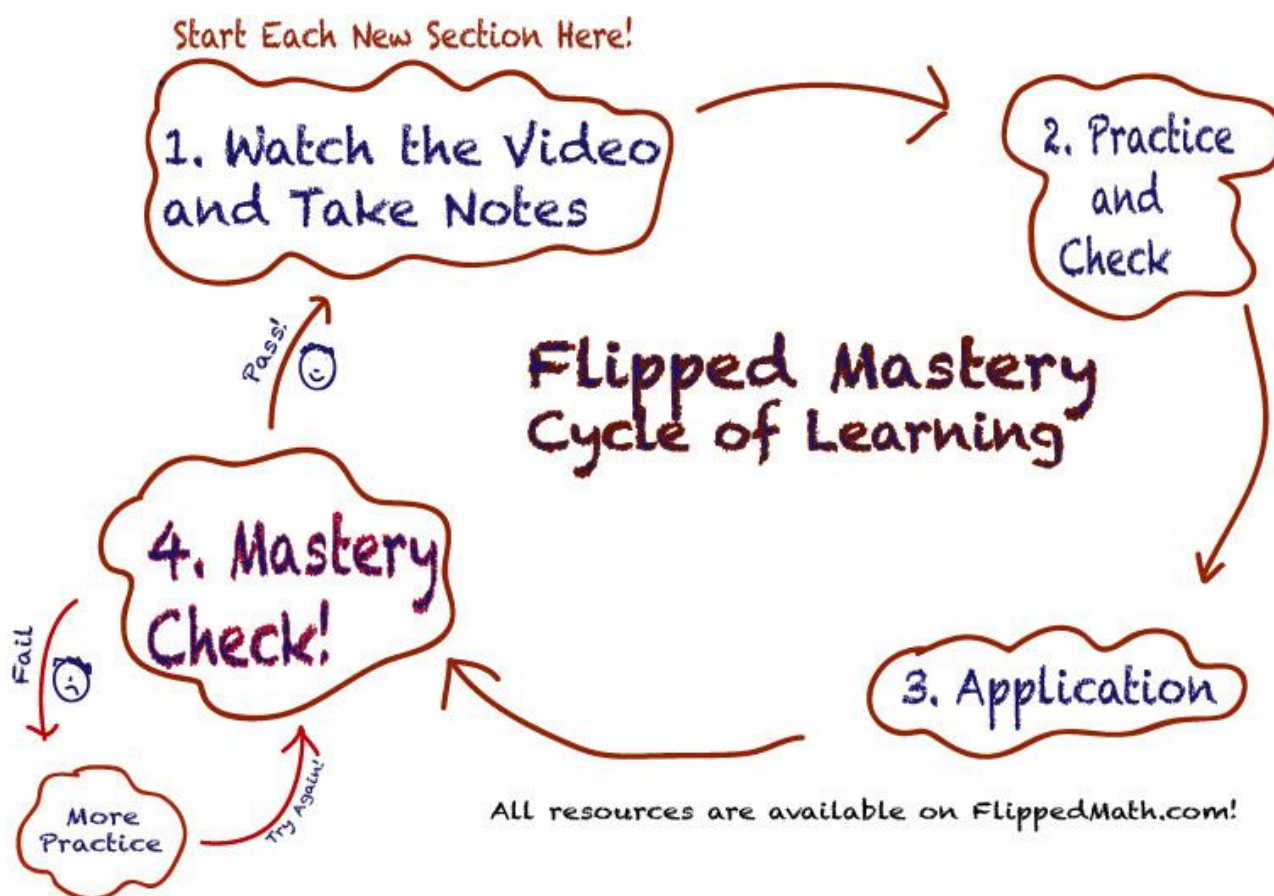 Start Each New Section Here!
1. Watch the Video
and Take Notes
2. Practice
and
Check
Flipped Mastery
Cycle of Learning
3. Application
4. Mastery
Check!
Pass!
Fail
More
Practice
Try Again!
All resources are available on FlippedMath.com!